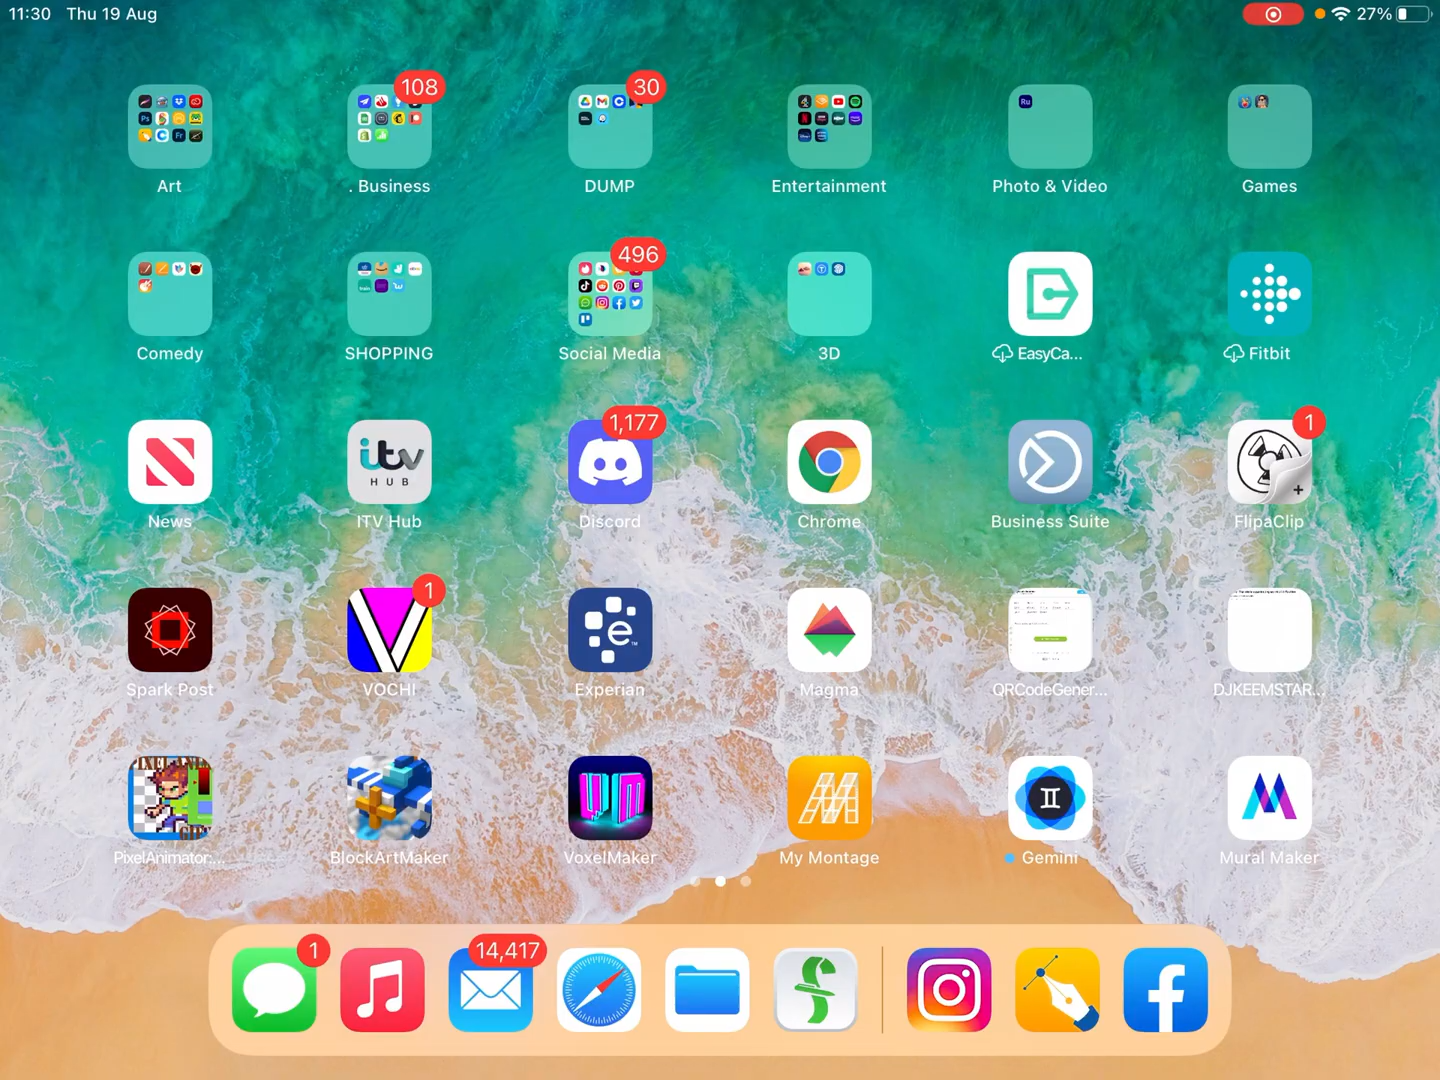 11:30 Thu 19 Aug
27%
108
30
Art
. Business
DUMP
Entertainment
Photo & Video
Games
496
Comedy
SHOPPING
Social Media
3D
EasyCa...
Fitbit
1,177
1
itv
HUB
News
ITV Hub
Discord
Chrome
Business Suite
FlipaClip
1
e
Spark Post
VOCHI
Experian
Magma
QRCodeGener...
DJKEEMSTAR...
PixelAnimator:...
BlockArtMaker
VoxelMaker
My Montage
Gemini
Mural Maker
1
14,417